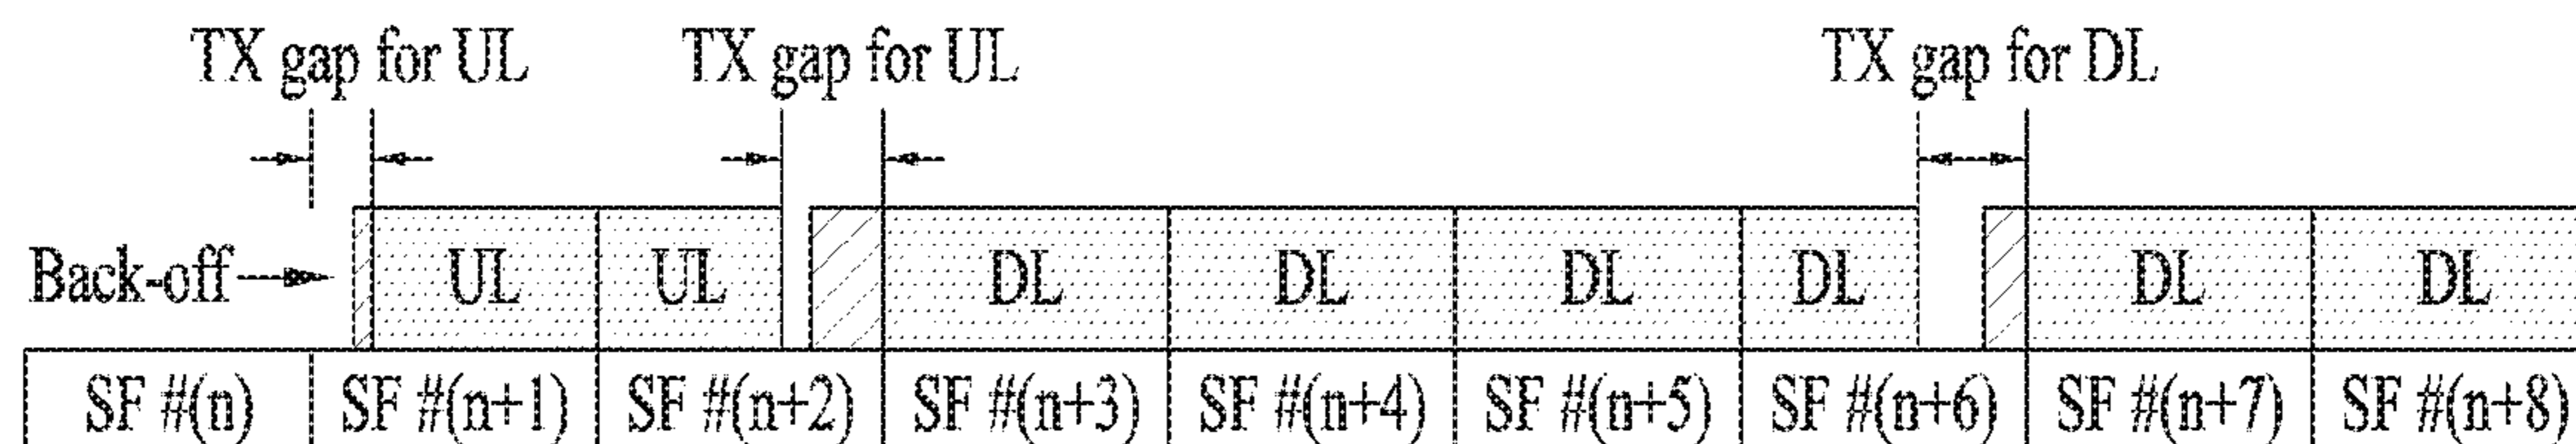 TX gap for UL TX gap for UL TX gap for DL
Back-off UL UL DL DL DL DL DL DL
SF #(n) SF #(n+1) SF #(n+2) SF #(n+3) SF #(n+4) SF #(n+5) SF #(n+6) SF #(n+7) SF #(n+8)